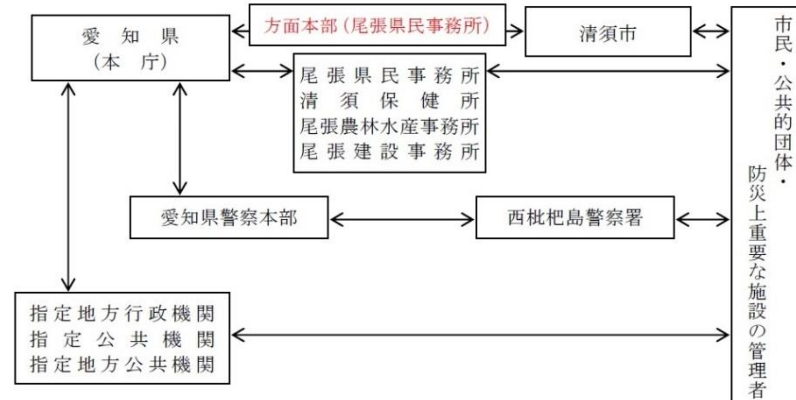 方面本部(尾張県民事務所)
愛知県
(本庁)
清須市
尾張県民事務所
清須保健所
尾張農林水産事務所
尾張建設事務所
愛知県警察本部
西枇杷島警察署
指定地方行政機関
指定公共機関
指定地方公共機関
市民・公共的団体・
防災上重要な施設の管理者